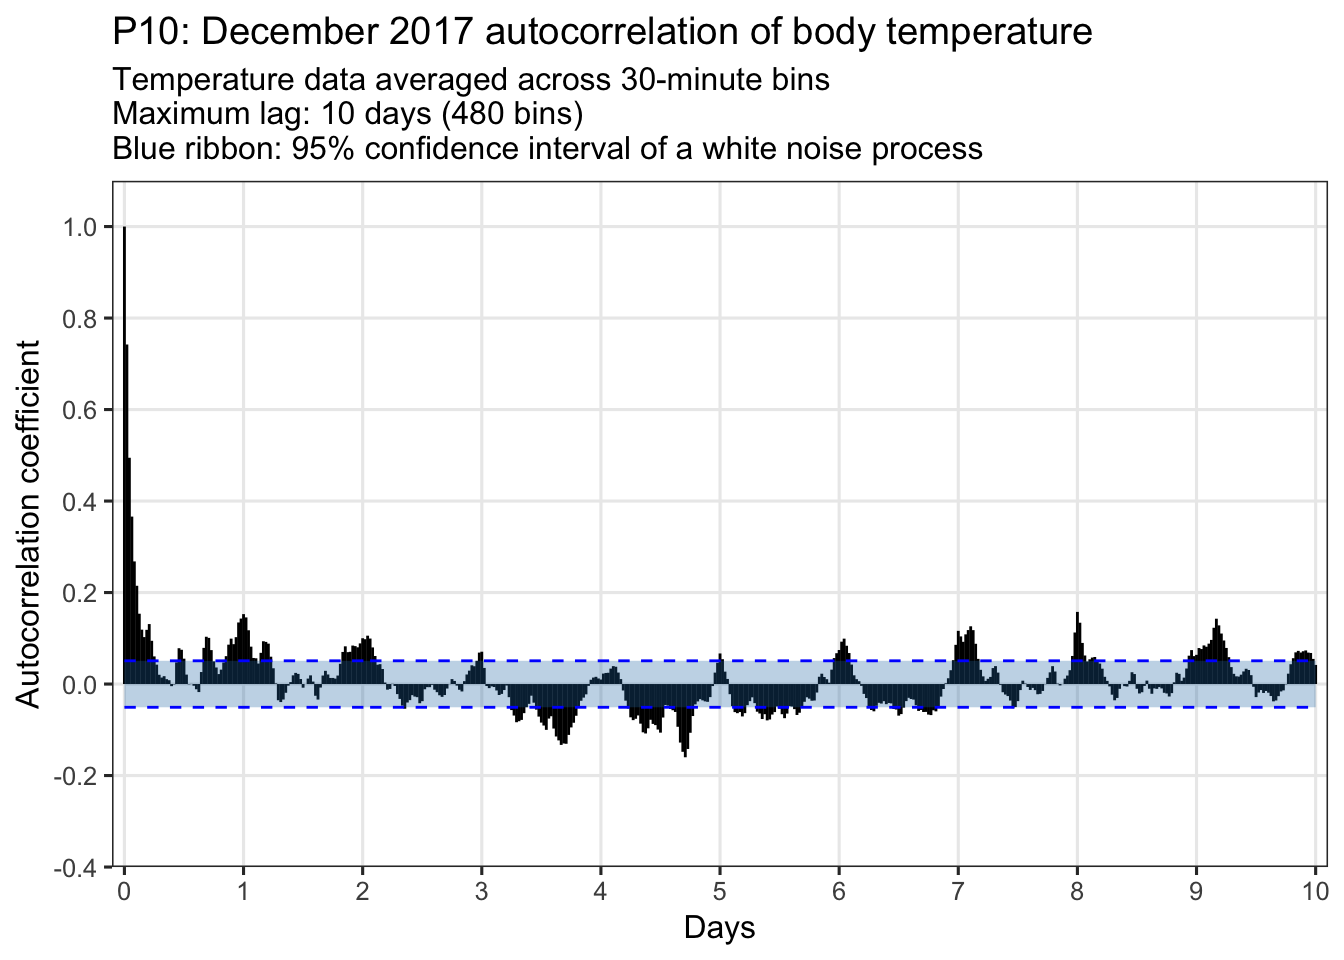 P10: December 2017 autocorrelation of body temperature
Temperature data averaged across 30-minute bins
Maximum lag: 10 days (480 bins)
Blue ribbon: 95% confidence interval of a white noise process
Autocorrelation coefficient
1.0
0.8
0.6
0.4
0.2
0.0
-0.2
-0.4
0 1 2 3 4 5 6 7 8 9 10
Days